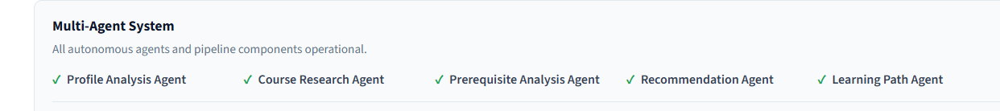 Multi-Agent System
All autonomous agents and pipeline components operational.
✓ Profile Analysis Agent ✓ Course Research Agent ✓ Prerequisite Analysis Agent ✓ Recommendation Agent ✓ Learning Path Agent